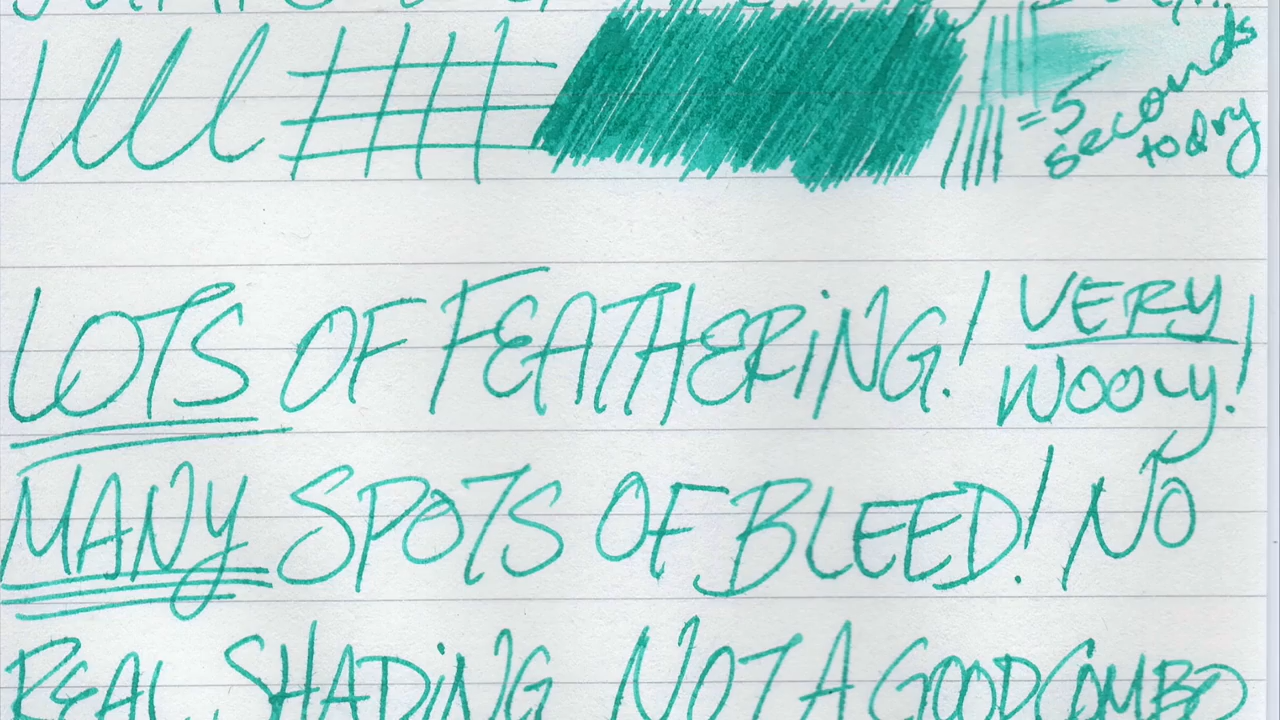 = 5
seconds
to dry
LOTS OF FEATHERING! VERY
WOOLY!
MANY SPOTS OF BLEED! NO
REAL SHADING NOT A GOOD COMBO